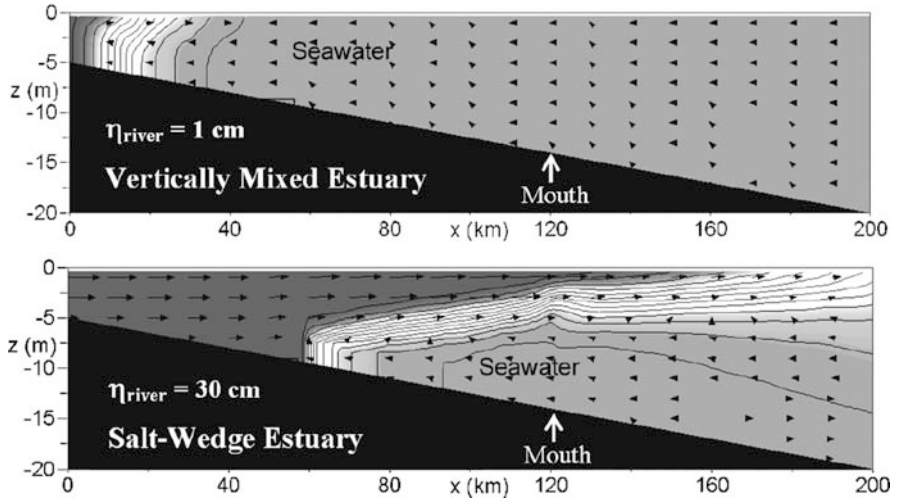 0
-5
z (m)
-10
-15
-20
Seawater
η river = 1 cm
Vertically Mixed Estuary
Mouth
0 40 80 x (km) 120 160 200
0
-5
z (m)
-10
-15
-20
Seawater
η river = 30 cm
Salt-Wedge Estuary
Mouth
0 40 80 x (km) 120 160 200